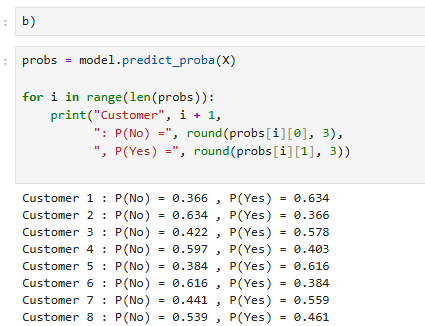 : b)
: probs = model.predict_proba(X)
for i in range(len(probs)):
print("Customer", i + 1,
": P(No) =", round(probs[i][0], 3),
", P(Yes) =", round(probs[i][1], 3))
Customer 1 : P(No) = 0.366 , P(Yes) = 0.634
Customer 2 : P(No) = 0.634 , P(Yes) = 0.366
Customer 3 : P(No) = 0.422 , P(Yes) = 0.578
Customer 4 : P(No) = 0.597 , P(Yes) = 0.403
Customer 5 : P(No) = 0.384 , P(Yes) = 0.616
Customer 6 : P(No) = 0.616 , P(Yes) = 0.384
Customer 7 : P(No) = 0.441 , P(Yes) = 0.559
Customer 8 : P(No) = 0.539 , P(Yes) = 0.461